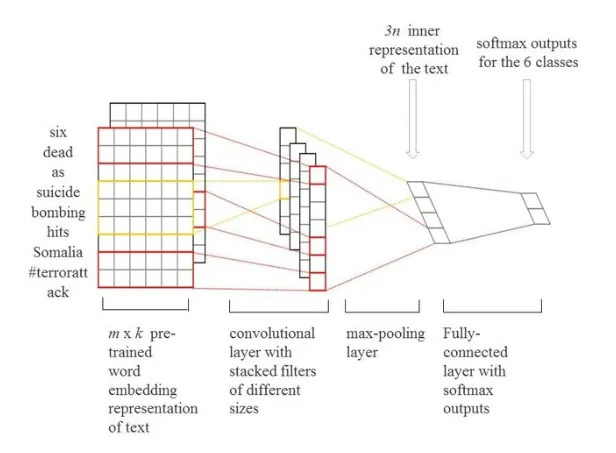 3n inner
representation
of the text
softmax outputs
for the 6 classes
six
dead
as
suicide
bombing
hits
Somalia
#terroratt
ack
m x k pre-
trained
word
embedding
representation
of text
convolutional
layer with
stacked filters
of different
sizes
max-pooling
layer
Fully-
connected
layer with
softmax
outputs